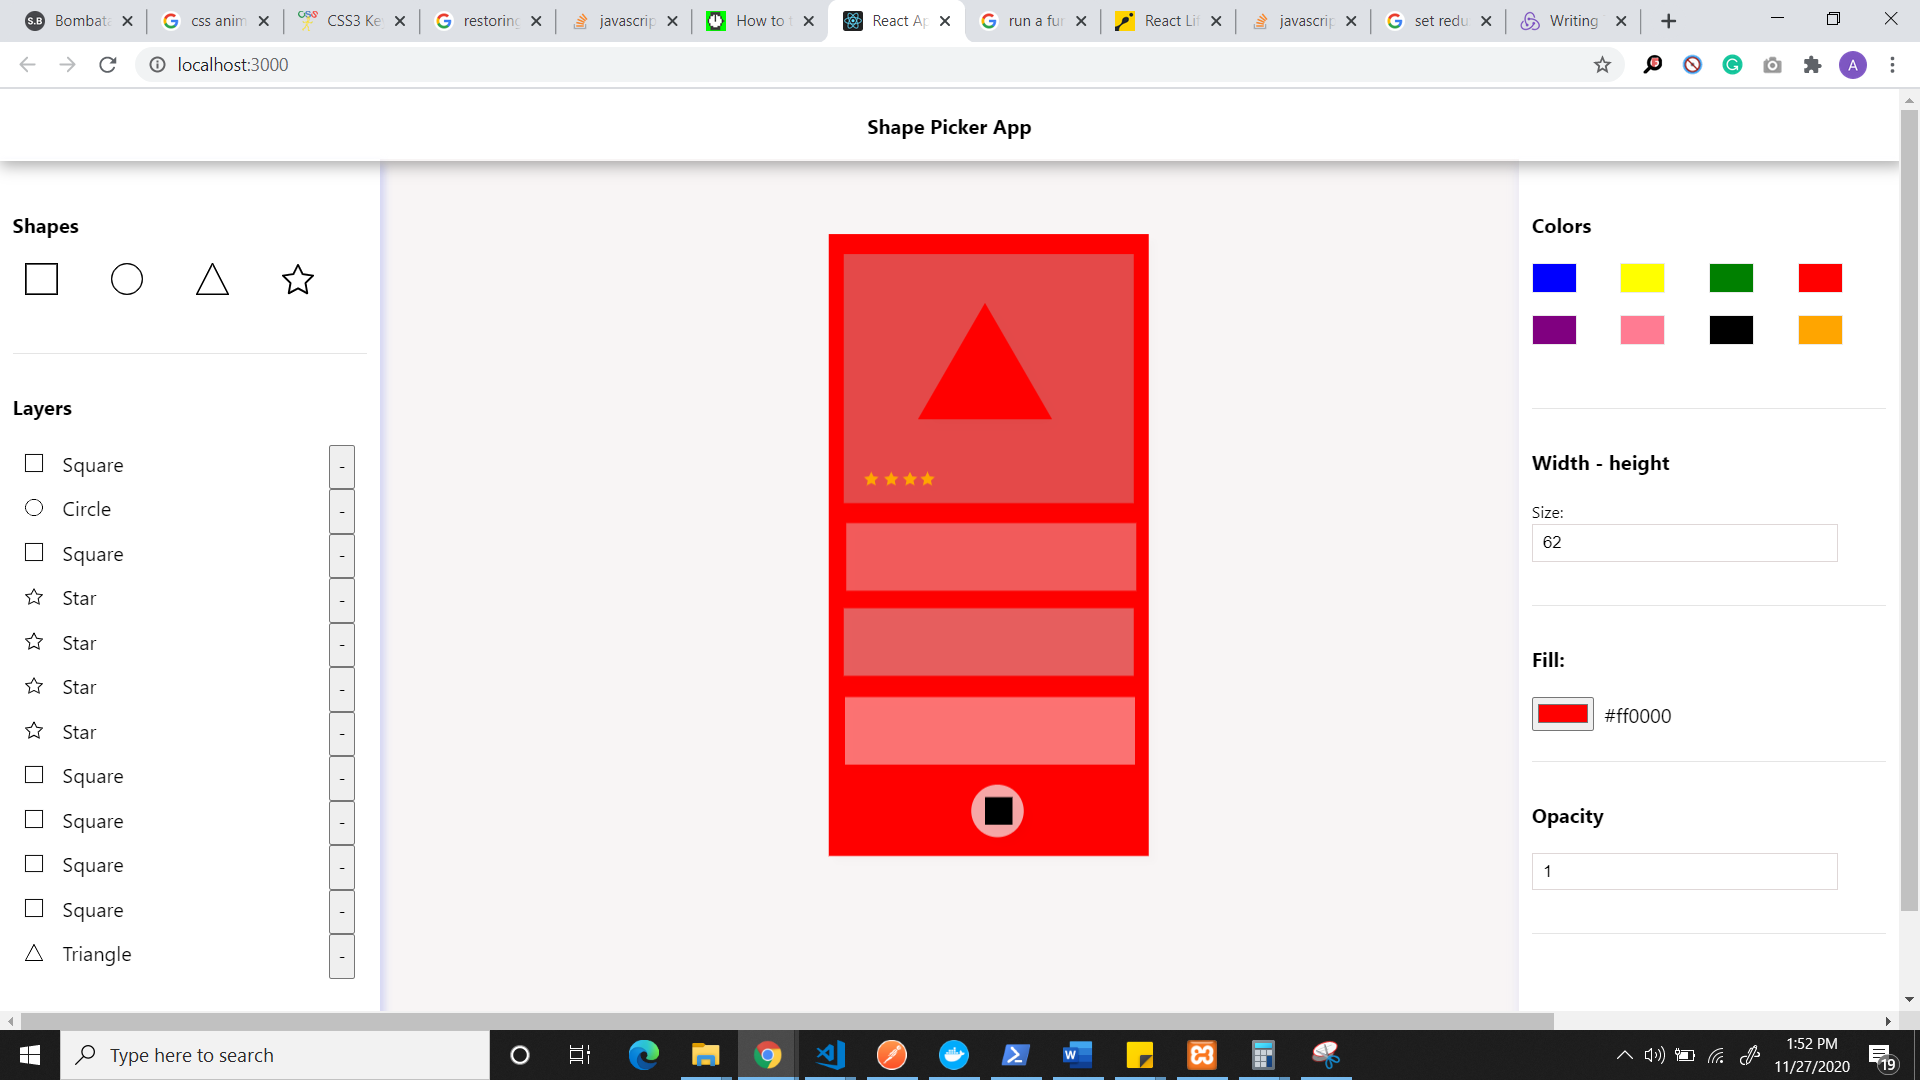 Bombata
css anim
CSS3 Ke
restoring
javascrip
How to
React Ap
run a fun
React Lif
javascrip
set redu
Writing
localhost:3000
A
Shape Picker App
Shapes
Layers
Square -
Circle -
Square -
Star -
Star -
Star -
Star -
Square -
Square -
Square -
Square -
Triangle -
Colors
Width - height
Size:
62
Fill:
#ff0000
Opacity
1
Type here to search
1:52 PM
11/27/2020
19